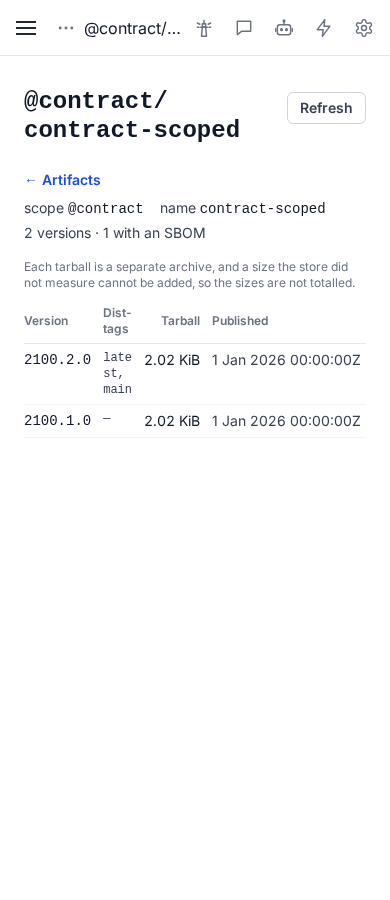 @contract/...
@contract/
contract-scoped
Refresh
← Artifacts
scope @contract name contract-scoped
2 versions · 1 with an SBOM
Each tarball is a separate archive, and a size the store did
not measure cannot be added, so the sizes are not totalled.
Version Dist-tags Tarball Published
2100.2.0 latest, main 2.02 KiB 1 Jan 2026 00:00:00Z
2100.1.0 — 2.02 KiB 1 Jan 2026 00:00:00Z